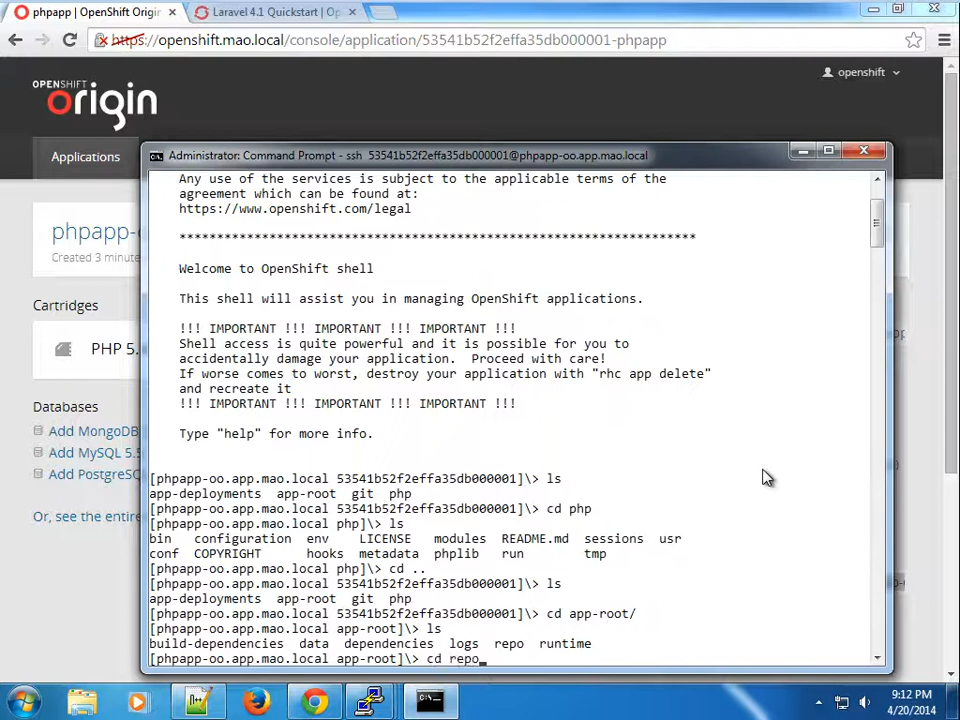 phpapp | OpenShift Origin
Laravel 4.1 Quickstart | Op
https://openshift.mao.local/console/application/53541b52f2effa35db000001-phpapp
OPENSHIFT
origin
openshift
Applications
Administrator: Command Prompt - ssh 53541b52f2effa35db000001@phpapp-oo.app.mao.local
phpapp-
Created 3 minute
Cartridges
PHP 5.
Databases
Add MongoDB
Add MySQL 5.5
Add PostgreSQ
Or, see the entire
Any use of the services is subject to the applicable terms of the
agreement which can be found at:
https://www.openshift.com/legal
*********************************************************************
Welcome to OpenShift shell
This shell will assist you in managing OpenShift applications.
!!! IMPORTANT !!! IMPORTANT !!! IMPORTANT !!!
Shell access is quite powerful and it is possible for you to
accidentally damage your application.  Proceed with care!
If worse comes to worst, destroy your application with "rhc app delete"
and recreate it
!!! IMPORTANT !!! IMPORTANT !!! IMPORTANT !!!
Type "help" for more info.
[phpapp-oo.app.mao.local 53541b52f2effa35db000001]\> ls
app-deployments  app-root  git  php
[phpapp-oo.app.mao.local 53541b52f2effa35db000001]\> cd php
[phpapp-oo.app.mao.local php]\> ls
bin   configuration  env    LICENSE   modules  README.md  sessions  usr
conf  COPYRIGHT      hooks  metadata  phplib   run        tmp
[phpapp-oo.app.mao.local php]\> cd ..
[phpapp-oo.app.mao.local 53541b52f2effa35db000001]\> ls
app-deployments  app-root  git  php
[phpapp-oo.app.mao.local 53541b52f2effa35db000001]\> cd app-root/
[phpapp-oo.app.mao.local app-root]\> ls
build-dependencies  data  dependencies  logs  repo  runtime
[phpapp-oo.app.mao.local app-root]\> cd repo_
9:12 PM
4/20/2014